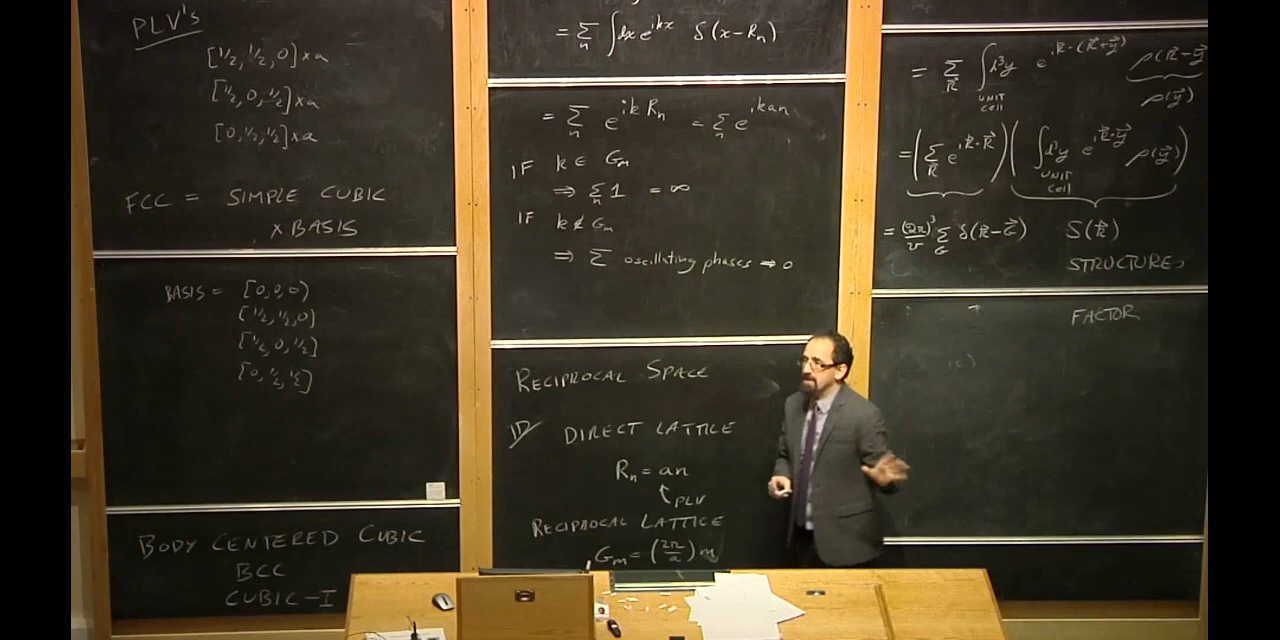 PLV's
[1/2, 1/2, 0] × a
[1/2, 0, 1/2] × a
[0, 1/2, 1/2] × a
FCC = SIMPLE CUBIC
× BASIS
BASIS = [0,0,0)
[1/2, 1/2, 0]
[1/2, 0, 1/2]
[0, 1/2, 1/2]
BODY CENTERED CUBIC
BCC
CUBIC-I
= Σ_n ∫dx e^{ikx} δ(x-R_n)
= Σ_n e^{ikR_n} = Σ_n e^{ikan}
IF k ∈ G_m
⇒ Σ_n 1 = ∞
IF k ∉ G_m
⇒ Σ oscillating phases ⇒ 0
RECIPROCAL SPACE
1D DIRECT LATTICE
R_n = an
↑ PLV
RECIPROCAL LATTICE
G_m = (2π/a) m
= Σ_R ∫_{UNIT CELL} d³y e^{ik·(R+y)} ρ(R-y)
ρ(y)
= (Σ_R e^{ik·R}) (∫_{UNIT CELL} d³y e^{ik·y} ρ(y))
= (2π)³/v Σ_G δ(k-G) S(k)
STRUCTURE
FACTOR